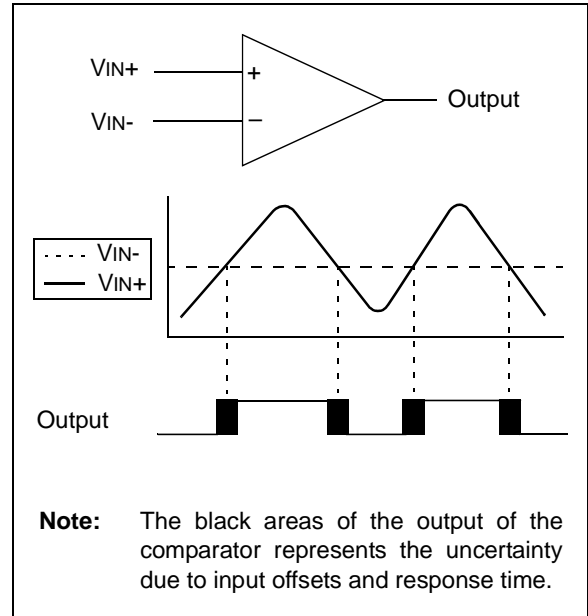 VIN+
+
Output
VIN-
−
VIN-
VIN+
Output
Note: The black areas of the output of the
comparator represents the uncertainty
due to input offsets and response time.